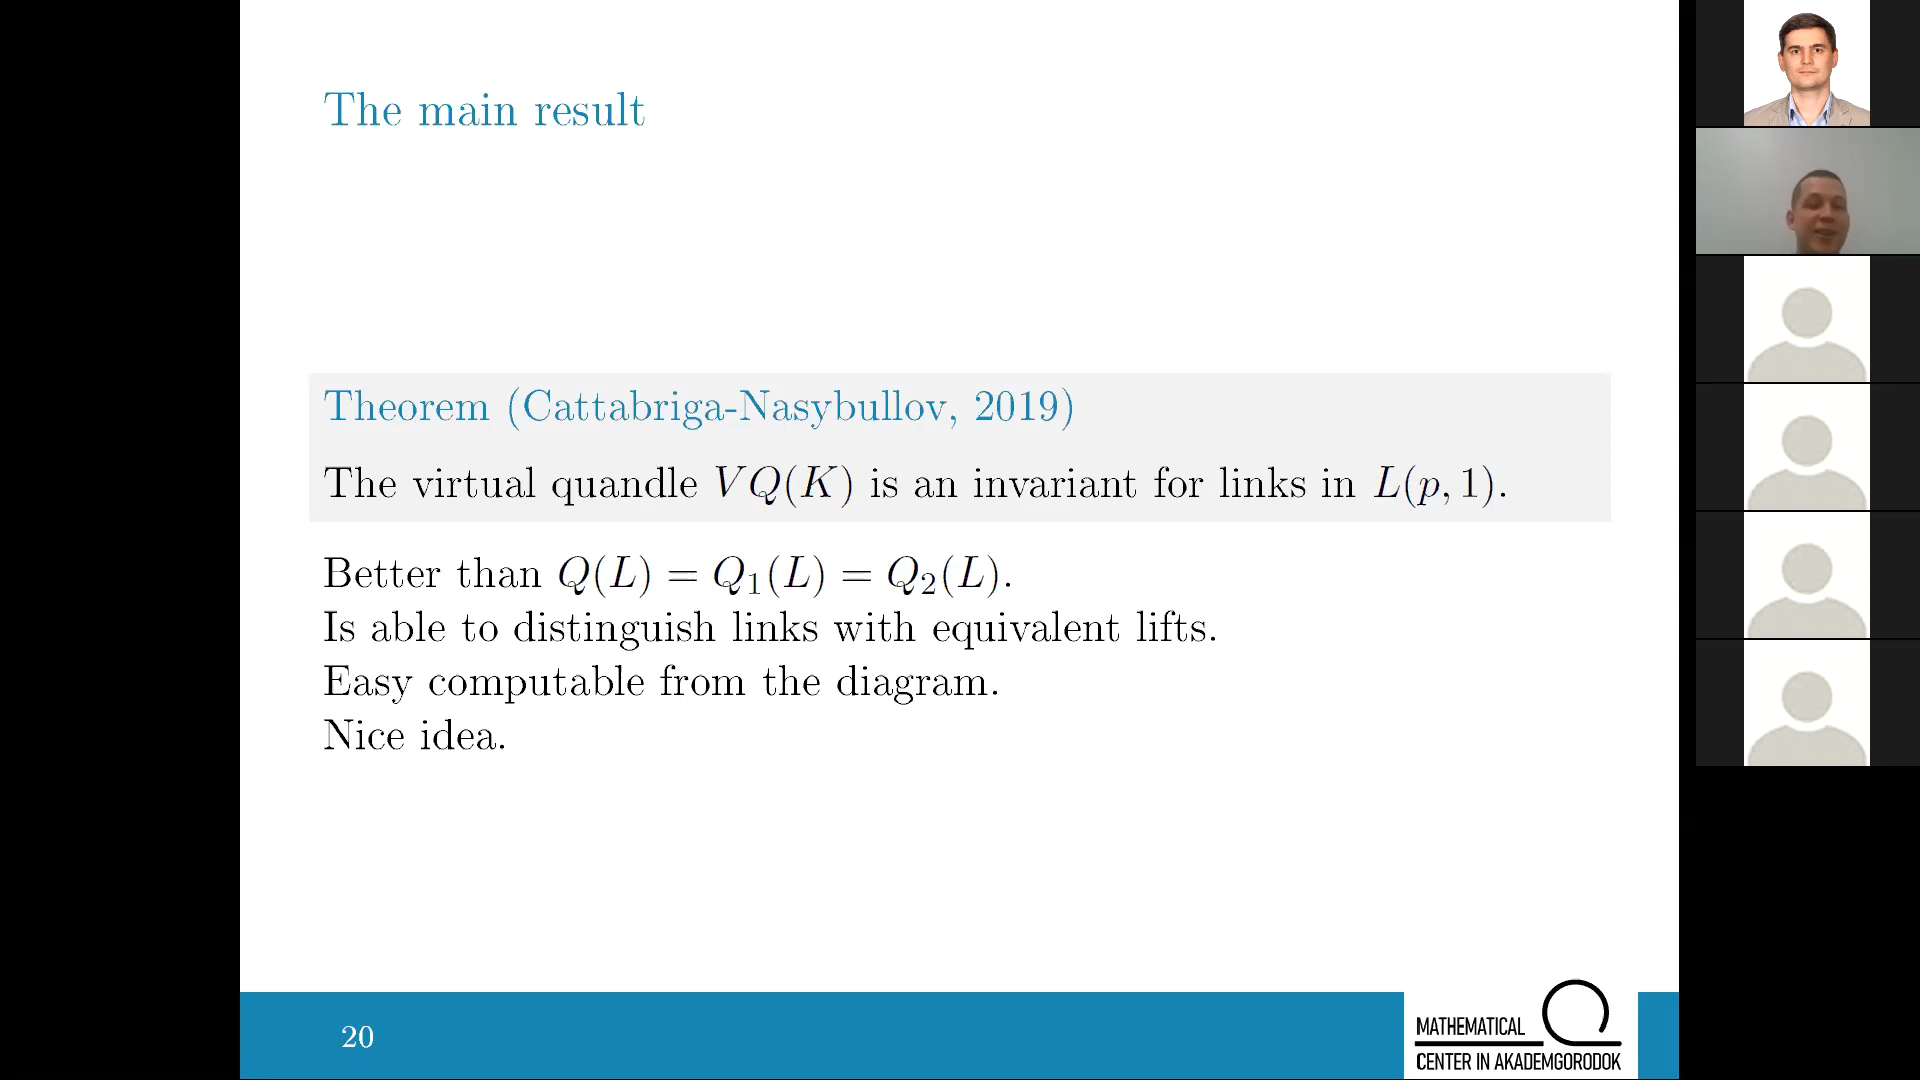 The main result
Theorem (Cattabriga-Nasybullov, 2019)
The virtual quandle VQ(K) is an invariant for links in L(p, 1).
Better than Q(L) = Q₁(L) = Q₂(L).
Is able to distinguish links with equivalent lifts.
Easy computable from the diagram.
Nice idea.
20
MATHEMATICAL
CENTER IN AKADEMGORODOK